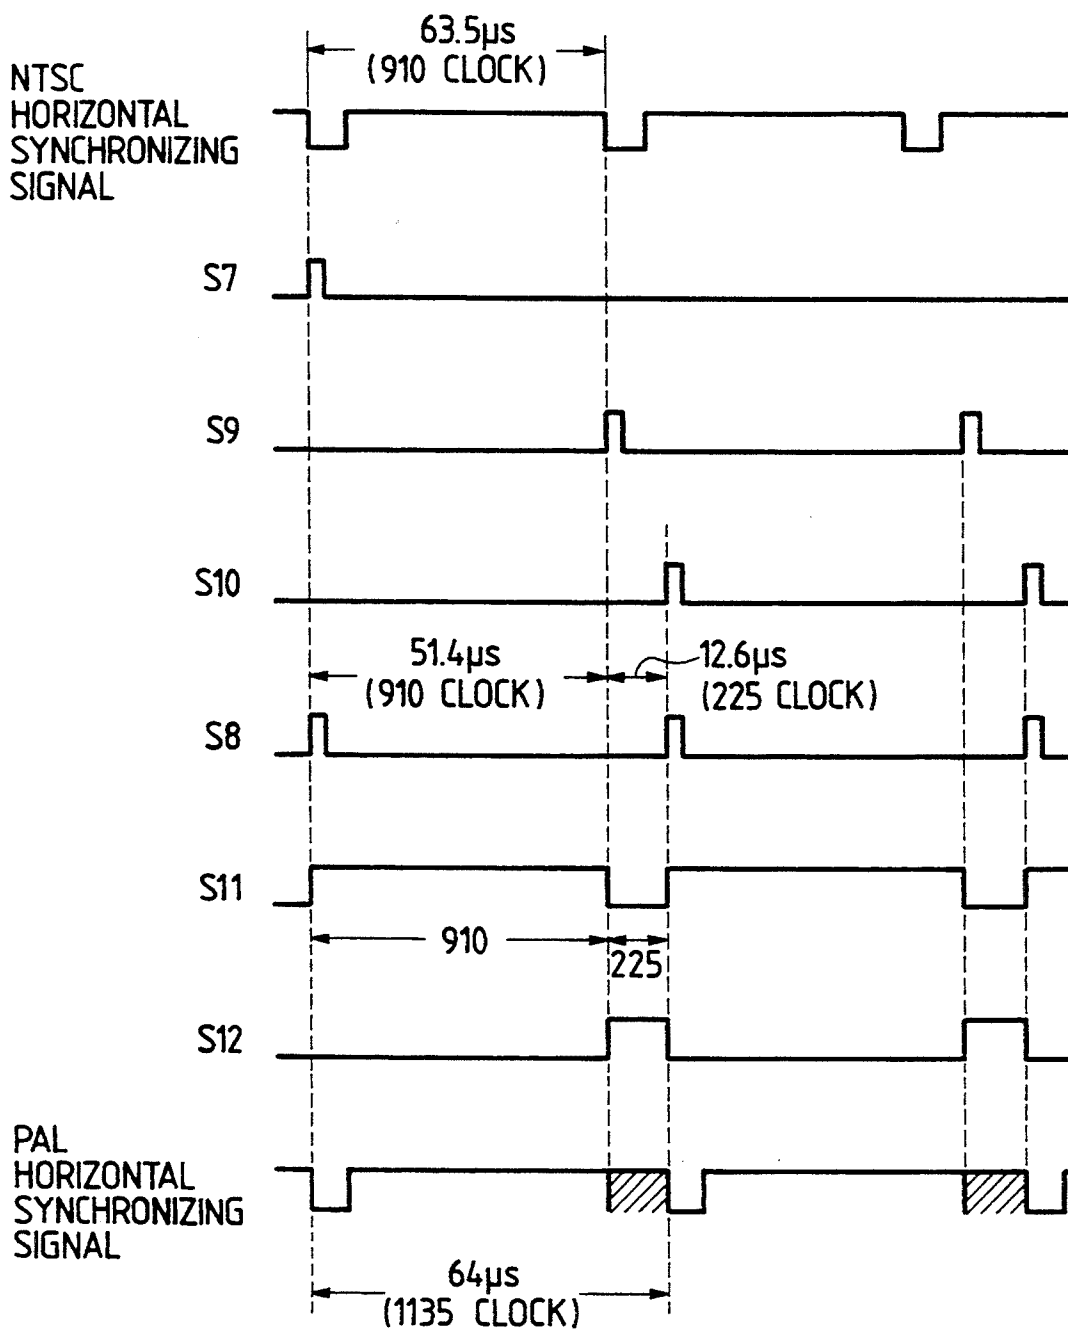 63.5µs
(910 CLOCK)
NTSC
HORIZONTAL
SYNCHRONIZING
SIGNAL
S7
S9
S10
51.4µs
(910 CLOCK)
12.6µs
(225 CLOCK)
S8
S11
910
225
S12
PAL
HORIZONTAL
SYNCHRONIZING
SIGNAL
64µs
(1135 CLOCK)